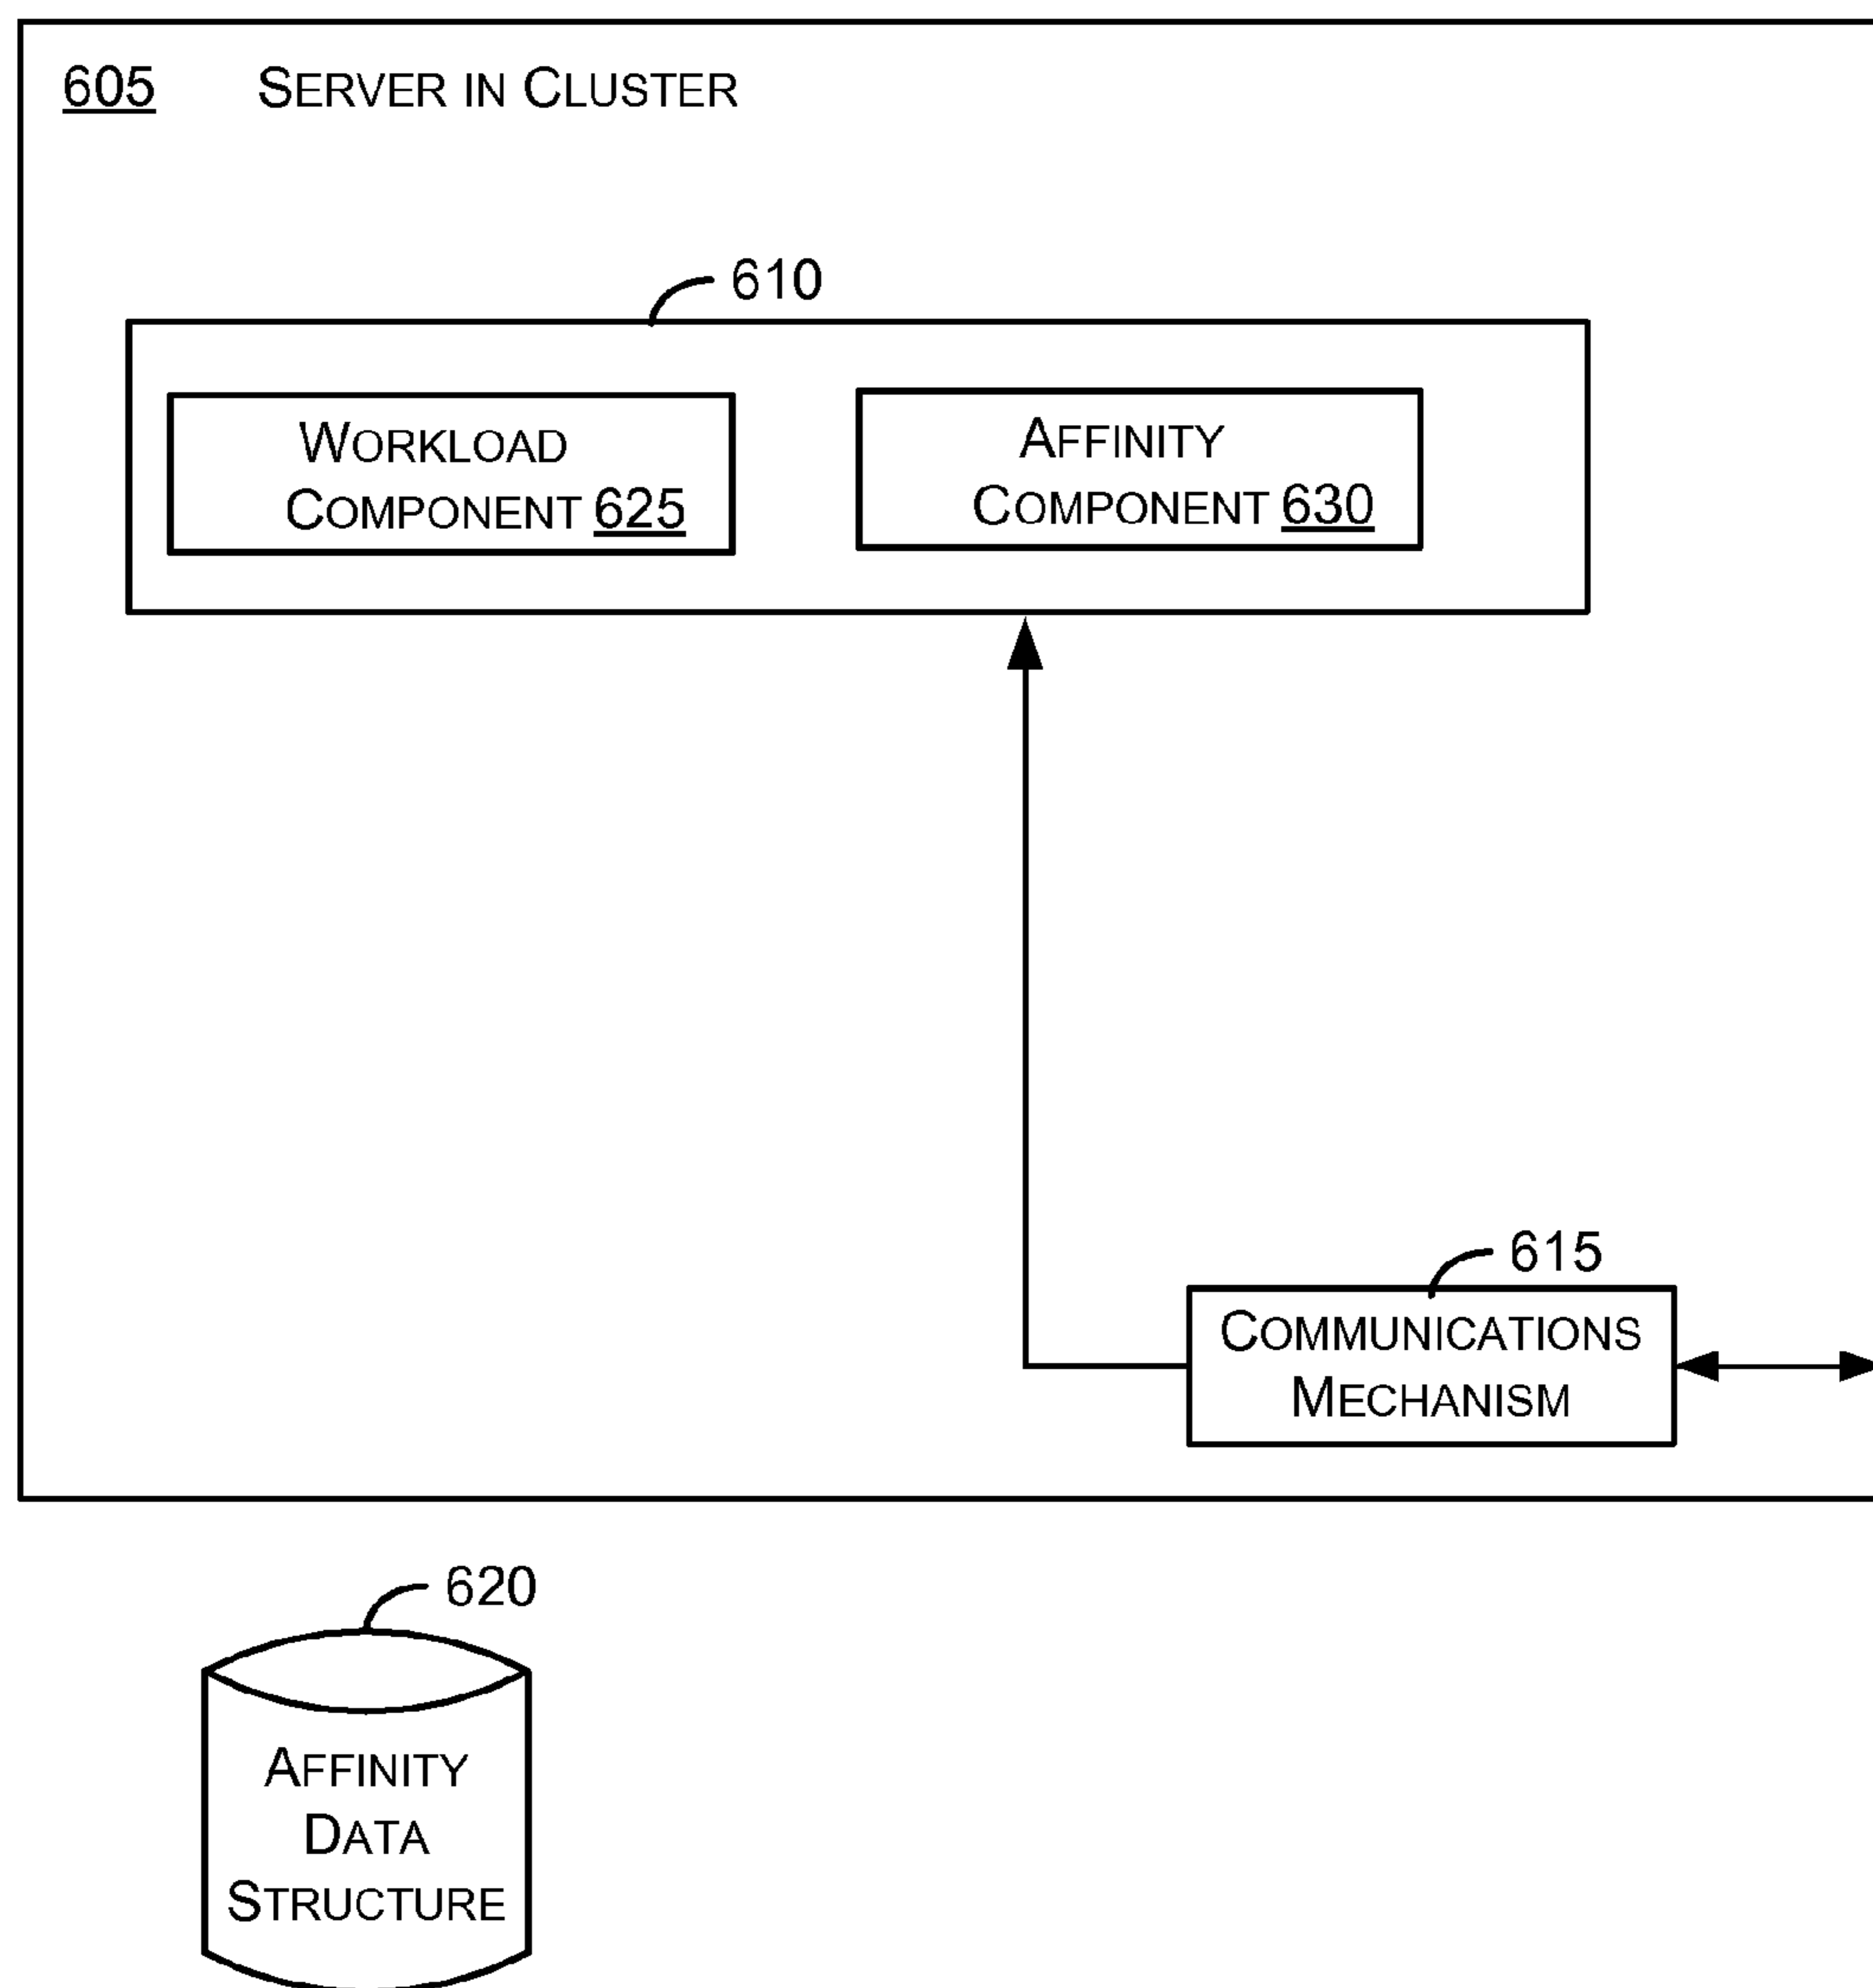 605 SERVER IN CLUSTER
610
WORKLOAD
COMPONENT 625
AFFINITY
COMPONENT 630
615
COMMUNICATIONS
MECHANISM
620
AFFINITY
DATA
STRUCTURE